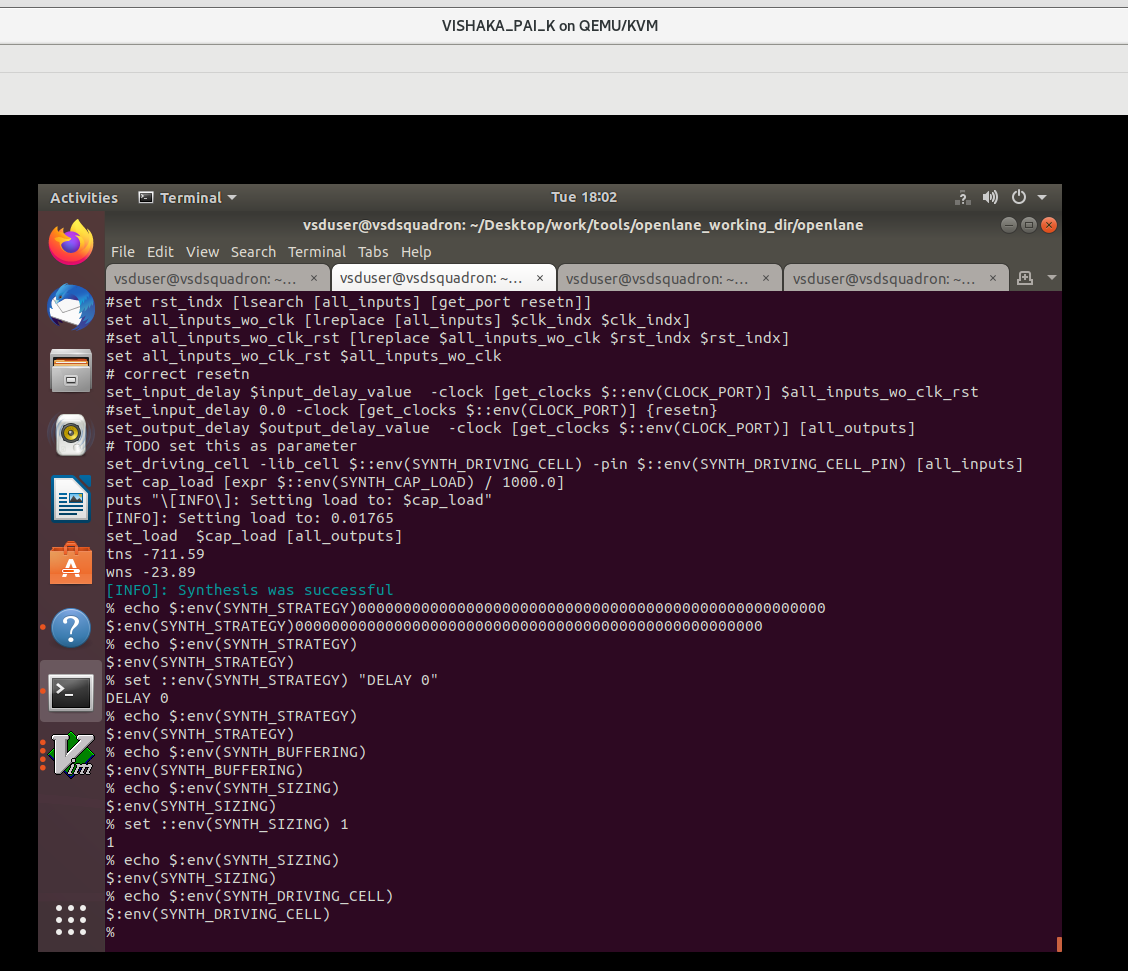 VISHAKA_PAI_K on QEMU/KVM
Activities Terminal Tue 18:02
vsduser@vsdsquadron: ~/Desktop/work/tools/openlane_working_dir/openlane
File Edit View Search Terminal Tabs Help
vsduser@vsdsquadron: ~... × vsduser@vsdsquadron: ~... × vsduser@vsdsquadron: ~... × vsduser@vsdsquadron: ~... ×
#set rst_indx [lsearch [all_inputs] [get_port resetn]]
set all_inputs_wo_clk [lreplace [all_inputs] $clk_indx $clk_indx]
#set all_inputs_wo_clk_rst [lreplace $all_inputs_wo_clk $rst_indx $rst_indx]
set all_inputs_wo_clk_rst $all_inputs_wo_clk
# correct resetn
set_input_delay $input_delay_value  -clock [get_clocks $::env(CLOCK_PORT)] $all_inputs_wo_clk_rst
#set_input_delay 0.0 -clock [get_clocks $::env(CLOCK_PORT)] {resetn}
set_output_delay $output_delay_value  -clock [get_clocks $::env(CLOCK_PORT)] [all_outputs]
# TODO set this as parameter
set_driving_cell -lib_cell $::env(SYNTH_DRIVING_CELL) -pin $::env(SYNTH_DRIVING_CELL_PIN) [all_inputs]
set cap_load [expr $::env(SYNTH_CAP_LOAD) / 1000.0]
puts "\[INFO\]: Setting load to: $cap_load"
[INFO]: Setting load to: 0.01765
set_load  $cap_load [all_outputs]
tns -711.59
wns -23.89
[INFO]: Synthesis was successful
% echo $:env(SYNTH_STRATEGY)0000000000000000000000000000000000000000000000000000
$:env(SYNTH_STRATEGY)0000000000000000000000000000000000000000000000000000
% echo $:env(SYNTH_STRATEGY)
$:env(SYNTH_STRATEGY)
% set ::env(SYNTH_STRATEGY) "DELAY 0"
DELAY 0
% echo $:env(SYNTH_STRATEGY)
$:env(SYNTH_STRATEGY)
% echo $:env(SYNTH_BUFFERING)
$:env(SYNTH_BUFFERING)
% echo $:env(SYNTH_SIZING)
$:env(SYNTH_SIZING)
% set ::env(SYNTH_SIZING) 1
1
% echo $:env(SYNTH_SIZING)
$:env(SYNTH_SIZING)
% echo $:env(SYNTH_DRIVING_CELL)
$:env(SYNTH_DRIVING_CELL)
%